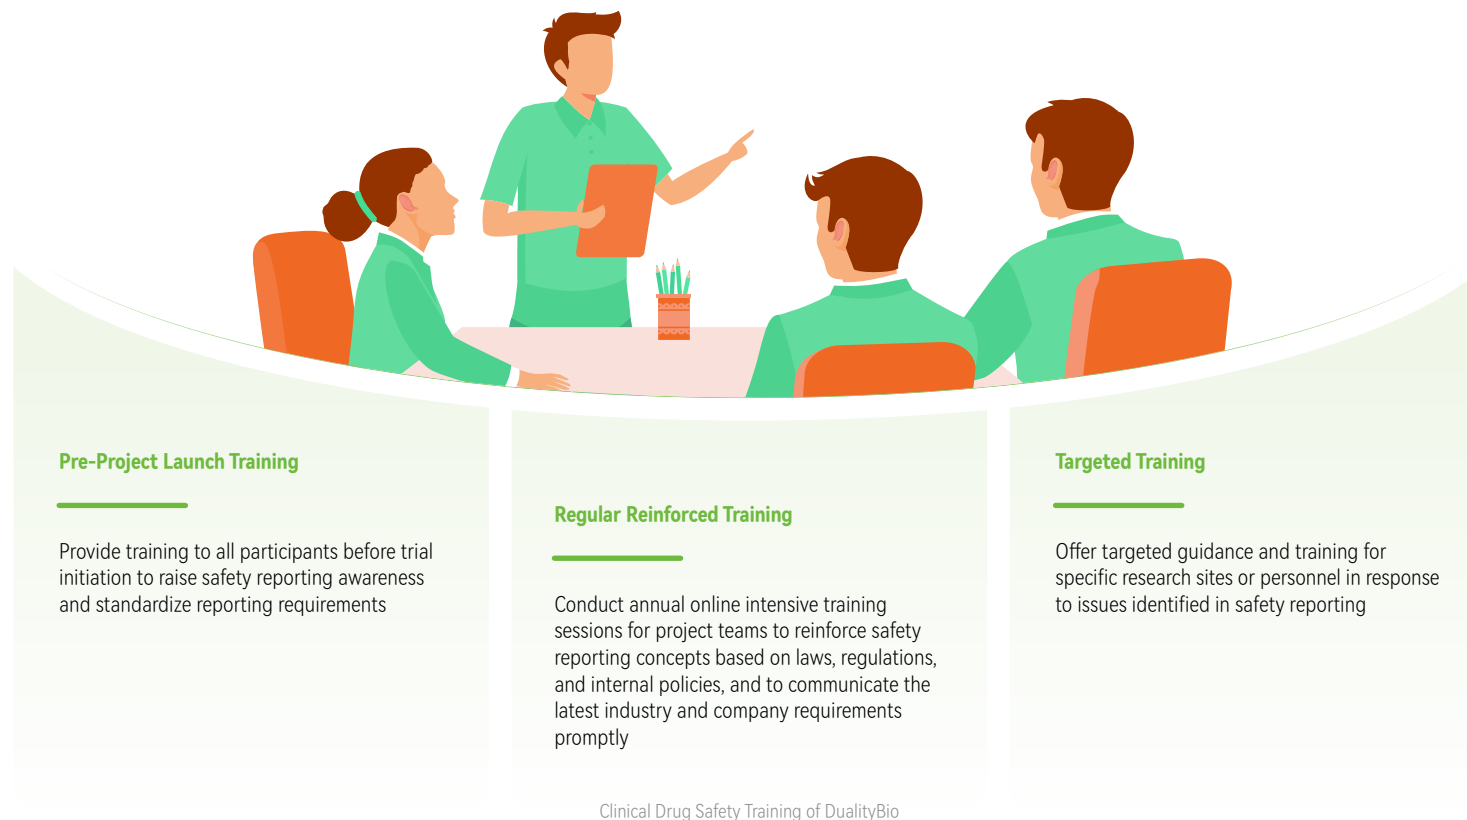 Pre-Project Launch Training
Provide training to all participants before trial
initiation to raise safety reporting awareness
and standardize reporting requirements
Regular Reinforced Training
Conduct annual online intensive training
sessions for project teams to reinforce safety
reporting concepts based on laws, regulations,
and internal policies, and to communicate the
latest industry and company requirements
promptly
Targeted Training
Offer targeted guidance and training for
specific research sites or personnel in response
to issues identified in safety reporting
Clinical Drug Safety Training of DualityBio